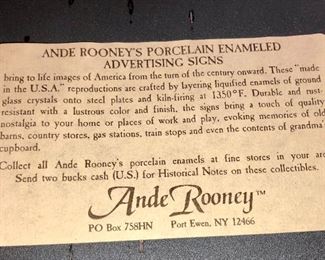 ANDE ROONEY'S PORCELAIN ENAMELED
ADVERTISING SIGNS
bring to life images of America from the turn of the century onward. These "made
in the U.S.A." reproductions are crafted by layering liquified enamels of ground
glass crystals onto steel plates and kiln-firing at 1350°F. Durable and rust-
resistant with a lustrous color and finish, the signs bring a touch of quality
nostalgia to your home or places of work and play, evoking memories of old
barns, country stores, gas stations, train stops and even the contents of grandma'
cupboard.
Collect all Ande Rooney's porcelain enamels at fine stores in your are
Send two bucks cash (U.S.) for Historical Notes on these collectibles.
Ande Rooney™
PO Box 758HN Port Ewen, NY 12466